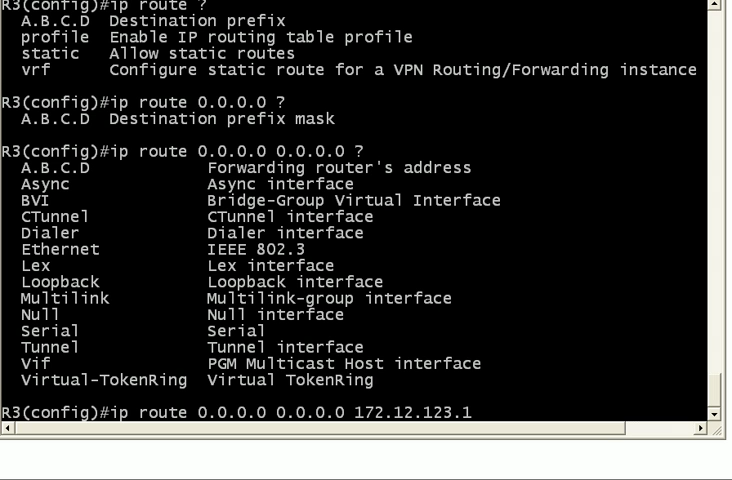 R3(config)#ip route ?
  A.B.C.D  Destination prefix
  profile  Enable IP routing table profile
  static   Allow static routes
  vrf      Configure static route for a VPN Routing/Forwarding instance
R3(config)#ip route 0.0.0.0 ?
  A.B.C.D  Destination prefix mask
R3(config)#ip route 0.0.0.0 0.0.0.0 ?
  A.B.C.D            Forwarding router's address
  Async              Async interface
  BVI                Bridge-Group Virtual Interface
  CTunnel            CTunnel interface
  Dialer             Dialer interface
  Ethernet           IEEE 802.3
  Lex                Lex interface
  Loopback           Loopback interface
  Multilink          Multilink-group interface
  Null               Null interface
  Serial             Serial
  Tunnel             Tunnel interface
  Vif                PGM Multicast Host interface
  Virtual-TokenRing  Virtual TokenRing
R3(config)#ip route 0.0.0.0 0.0.0.0 172.12.123.1